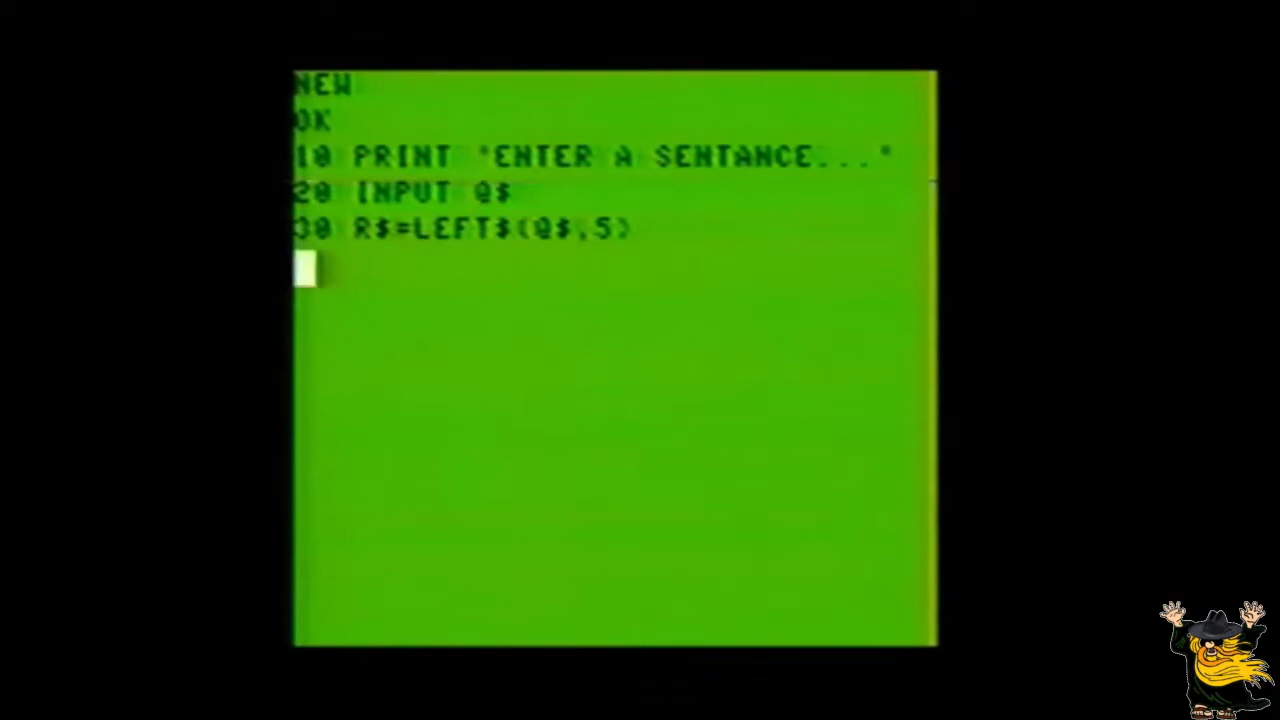 NEW
OK
10 PRINT "ENTER A SENTANCE..."
20 INPUT Q$
30 R$=LEFT$(Q$,5)